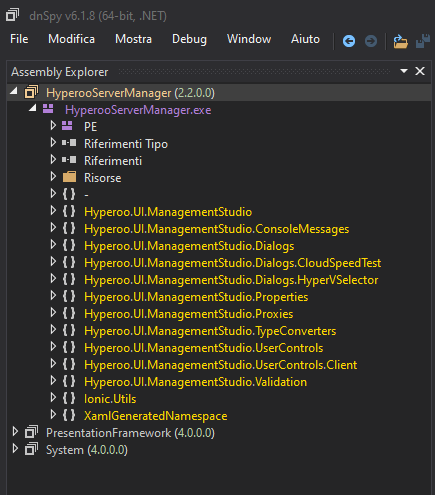 dnSpy v6.1.8 (64-bit, .NET)
File Modifica Mostra Debug Window Aiuto
Assembly Explorer
HyperooServerManager (2.2.0.0)
HyperooServerManager.exe
PE
Riferimenti Tipo
Riferimenti
Risorse
{ } -
{ } Hyperoo.UI.ManagementStudio
{ } Hyperoo.UI.ManagementStudio.ConsoleMessages
{ } Hyperoo.UI.ManagementStudio.Dialogs
{ } Hyperoo.UI.ManagementStudio.Dialogs.CloudSpeedTest
{ } Hyperoo.UI.ManagementStudio.Dialogs.HyperVSelector
{ } Hyperoo.UI.ManagementStudio.Properties
{ } Hyperoo.UI.ManagementStudio.Proxies
{ } Hyperoo.UI.ManagementStudio.TypeConverters
{ } Hyperoo.UI.ManagementStudio.UserControls
{ } Hyperoo.UI.ManagementStudio.UserControls.Client
{ } Hyperoo.UI.ManagementStudio.Validation
{ } Ionic.Utils
{ } XamlGeneratedNamespace
PresentationFramework (4.0.0.0)
System (4.0.0.0)